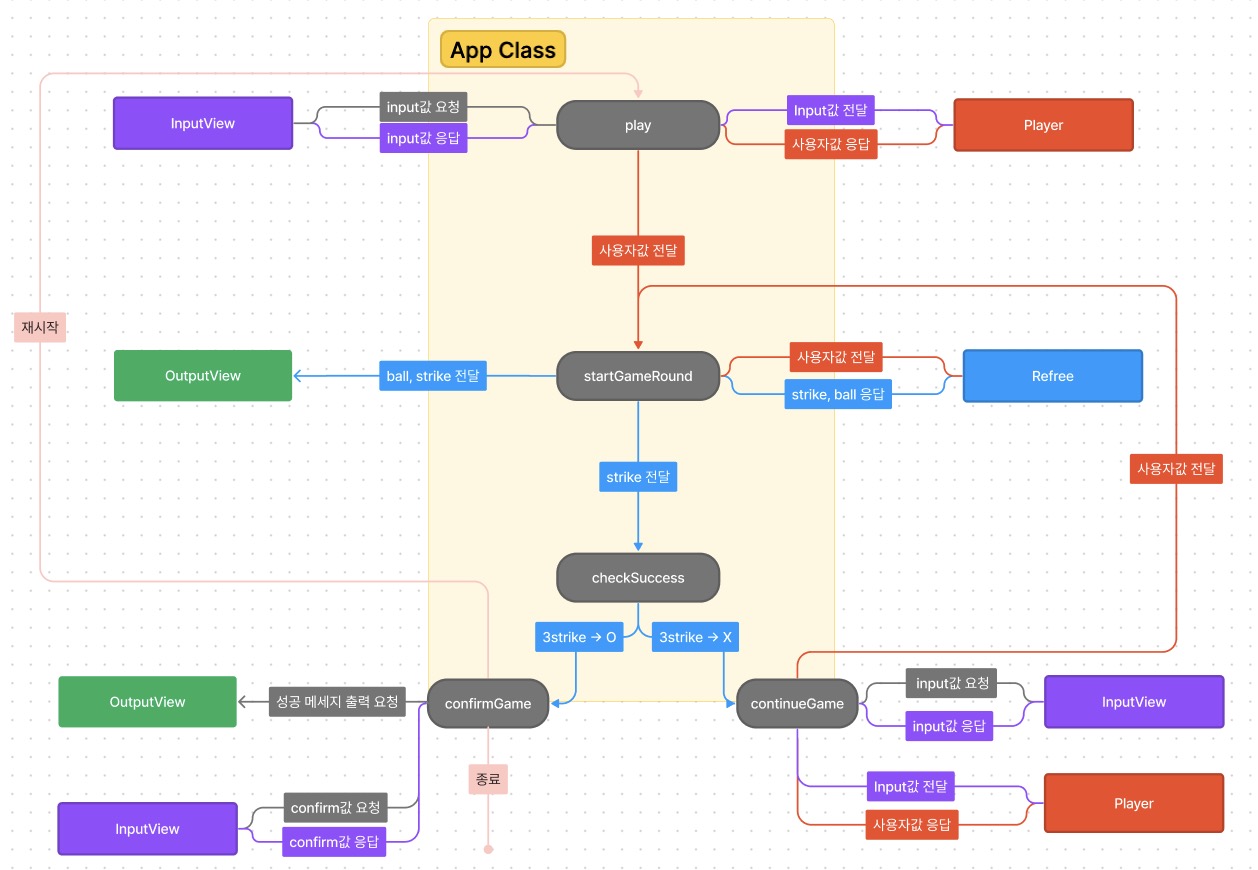 App Class
InputView
input값 요청
input값 응답
play
Input값 전달
사용자값 응답
Player
사용자값 전달
재시작
OutputView
ball, strike 전달
startGameRound
사용자값 전달
strike, ball 응답
Refree
사용자값 전달
strike 전달
checkSuccess
3strike → O
3strike → X
OutputView
성공 메세지 출력 요청
confirmGame
continueGame
input값 요청
input값 응답
InputView
종료
InputView
confirm값 요청
confirm값 응답
Input값 전달
사용자값 응답
Player